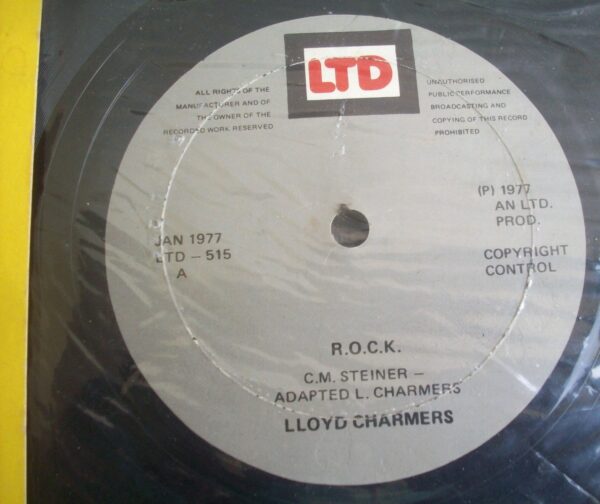 LTD
ALL RIGHTS OF THE
MANUFACTURER AND OF
THE OWNER OF THE
RECORDED WORK RESERVED
UNAUTHORISED
PUBLIC PERFORMANCE
BROADCASTING AND
COPYING OF THIS RECORD
PROHIBITED
JAN 1977
LTD – 515
A
(P) 1977
AN LTD.
PROD.
COPYRIGHT
CONTROL
R.O.C.K.
C.M. STEINER –
ADAPTED L. CHARMERS
LLOYD CHARMERS